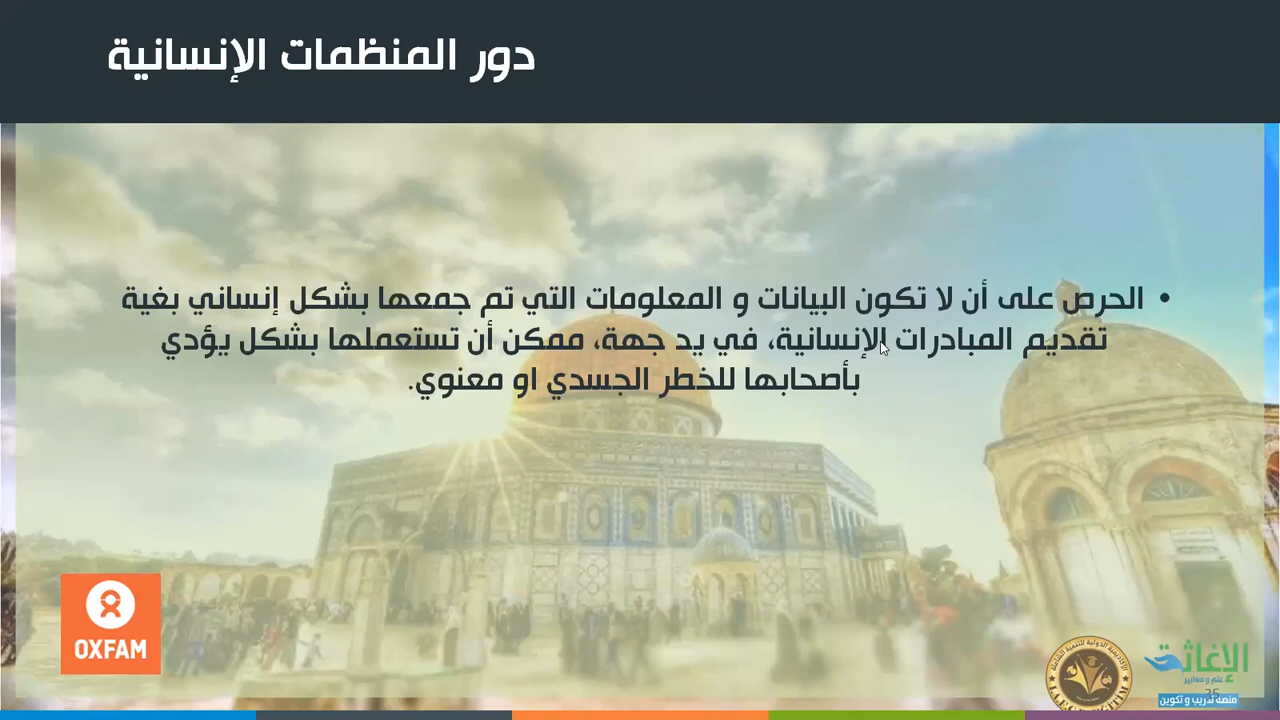 دور المنظمات الإنسانية
• الحرص على أن لا تكون البيانات و المعلومات التي تم جمعها بشكل إنساني بغية
تقديم المبادرات الإنسانية، في يد جهة، ممكن أن تستعملها بشكل يؤدي
بأصحابها للخطر الجسدي او معنوي.
OXFAM
الإغاثة
علم و معايير
35
منصة تدريب و تكوين